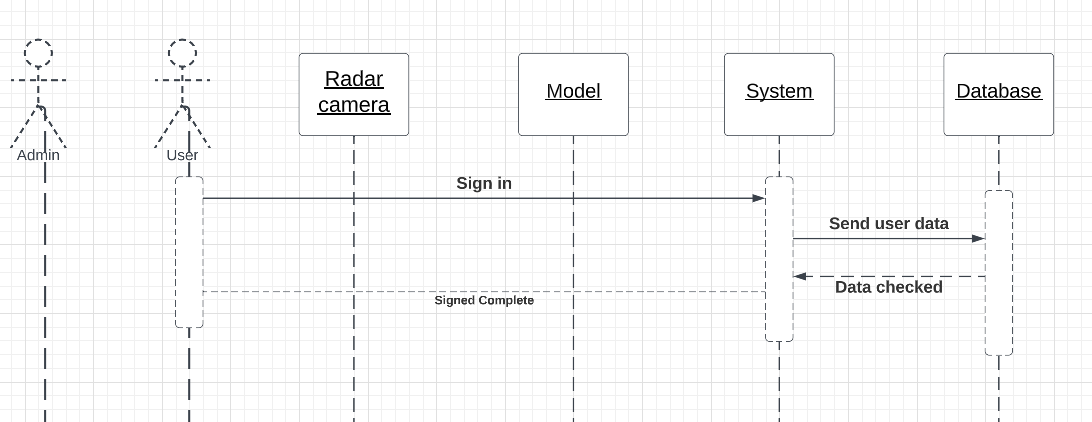 Radar
camera
Model
System
Database
Admin
User
Sign in
Send user data
Data checked
Signed Complete